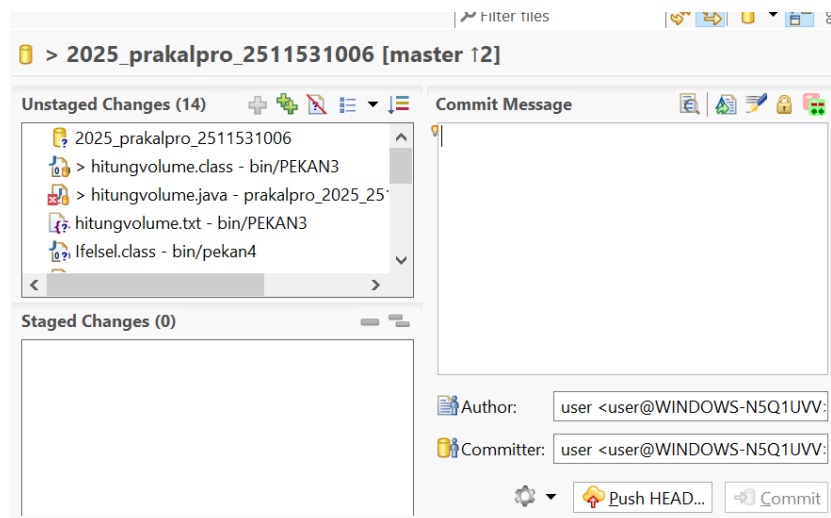 Filter files
> 2025_prakalpro_2511531006 [master ↑2]
Unstaged Changes (14)
2025_prakalpro_2511531006
> hitungvolume.class - bin/PEKAN3
> hitungvolume.java - prakalpro_2025_25
hitungvolume.txt - bin/PEKAN3
Ifelsel.class - bin/pekan4
Staged Changes (0)
Commit Message
Author: user <user@WINDOWS-N5Q1UVV:
Committer: user <user@WINDOWS-N5Q1UVV:
Push HEAD... Commit